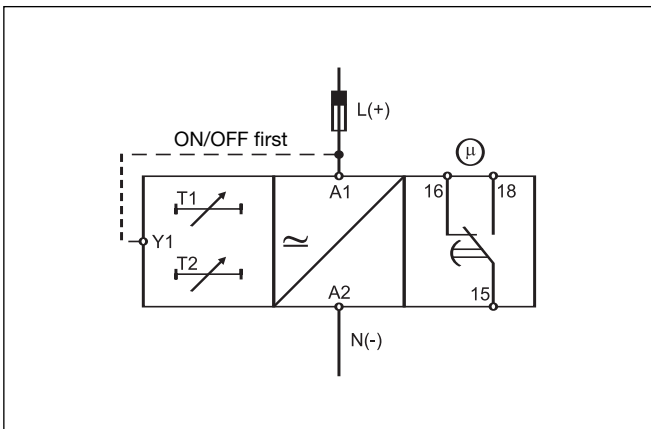 L(+)
ON/OFF first
μ
A1
16
18
T1
Y1
≅
T2
A2
15
N(-)